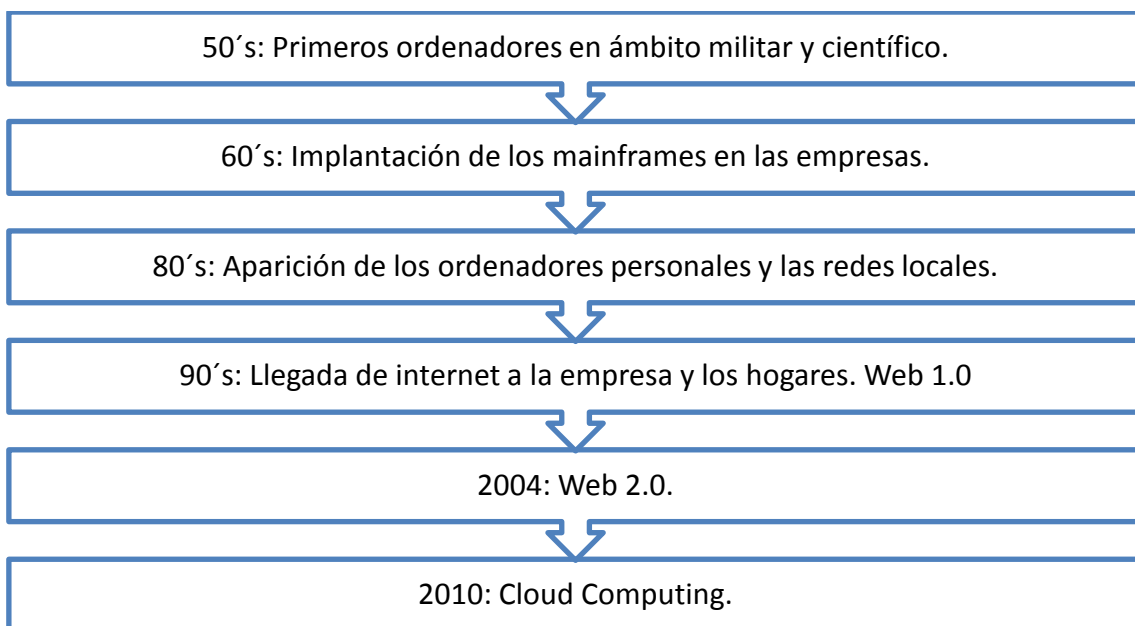 50´s: Primeros ordenadores en ámbito militar y científico.
60´s: Implantación de los mainframes en las empresas.
80´s: Aparición de los ordenadores personales y las redes locales.
90´s: Llegada de internet a la empresa y los hogares. Web 1.0
2004: Web 2.0.
2010: Cloud Computing.